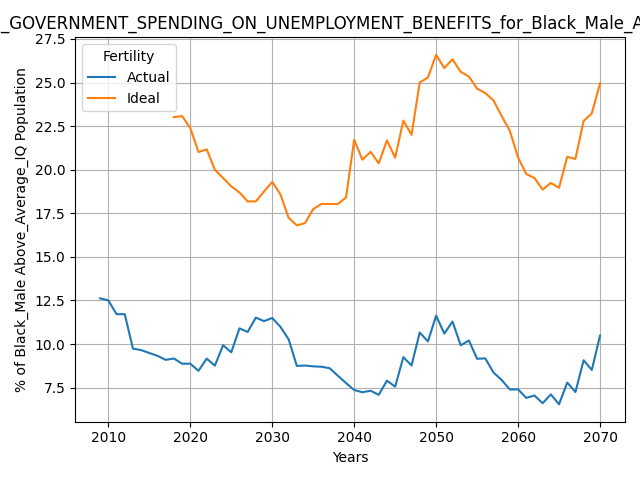 _GOVERNMENT_SPENDING_ON_UNEMPLOYMENT_BENEFITS_for_Black_Male_A
27.5
25.0
22.5
20.0
17.5
15.0
12.5
10.0
7.5
% of Black_Male Above_Average_IQ Population
Fertility
Actual
Ideal
2010 2020 2030 2040 2050 2060 2070
Years